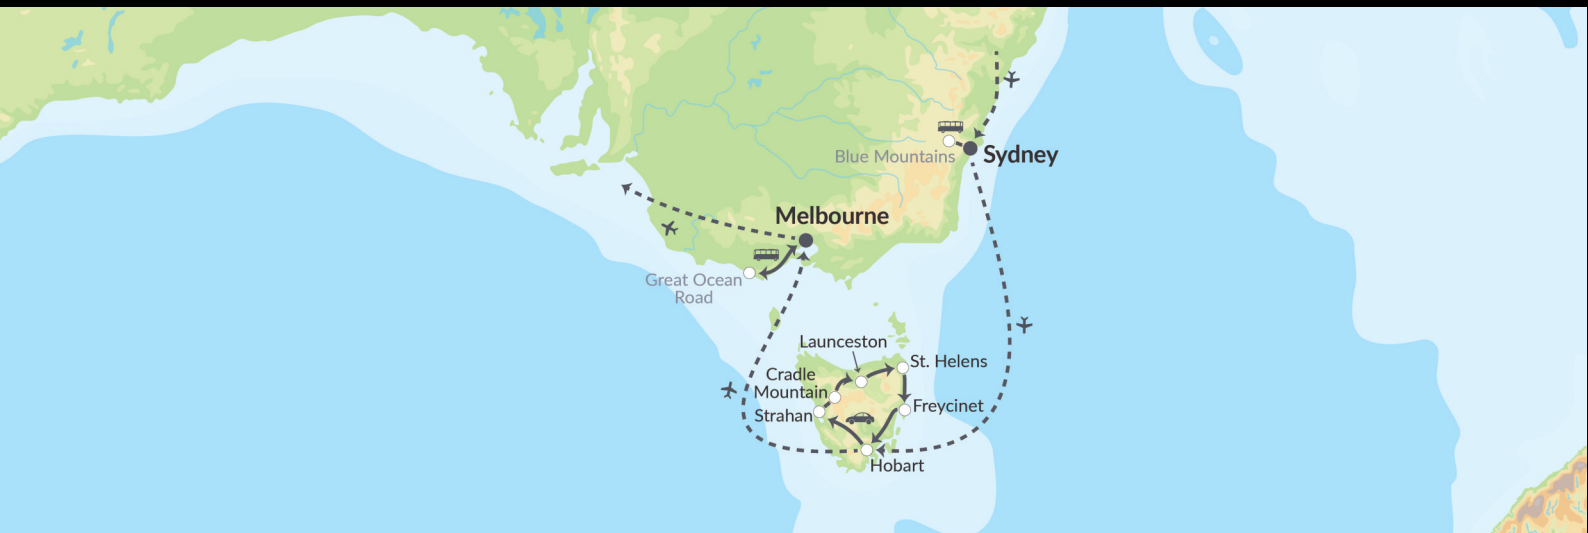 Blue Mountains
Sydney
Melbourne
Great Ocean
Road
Launceston
St. Helens
Cradle
Mountain
Freycinet
Strahan
Hobart